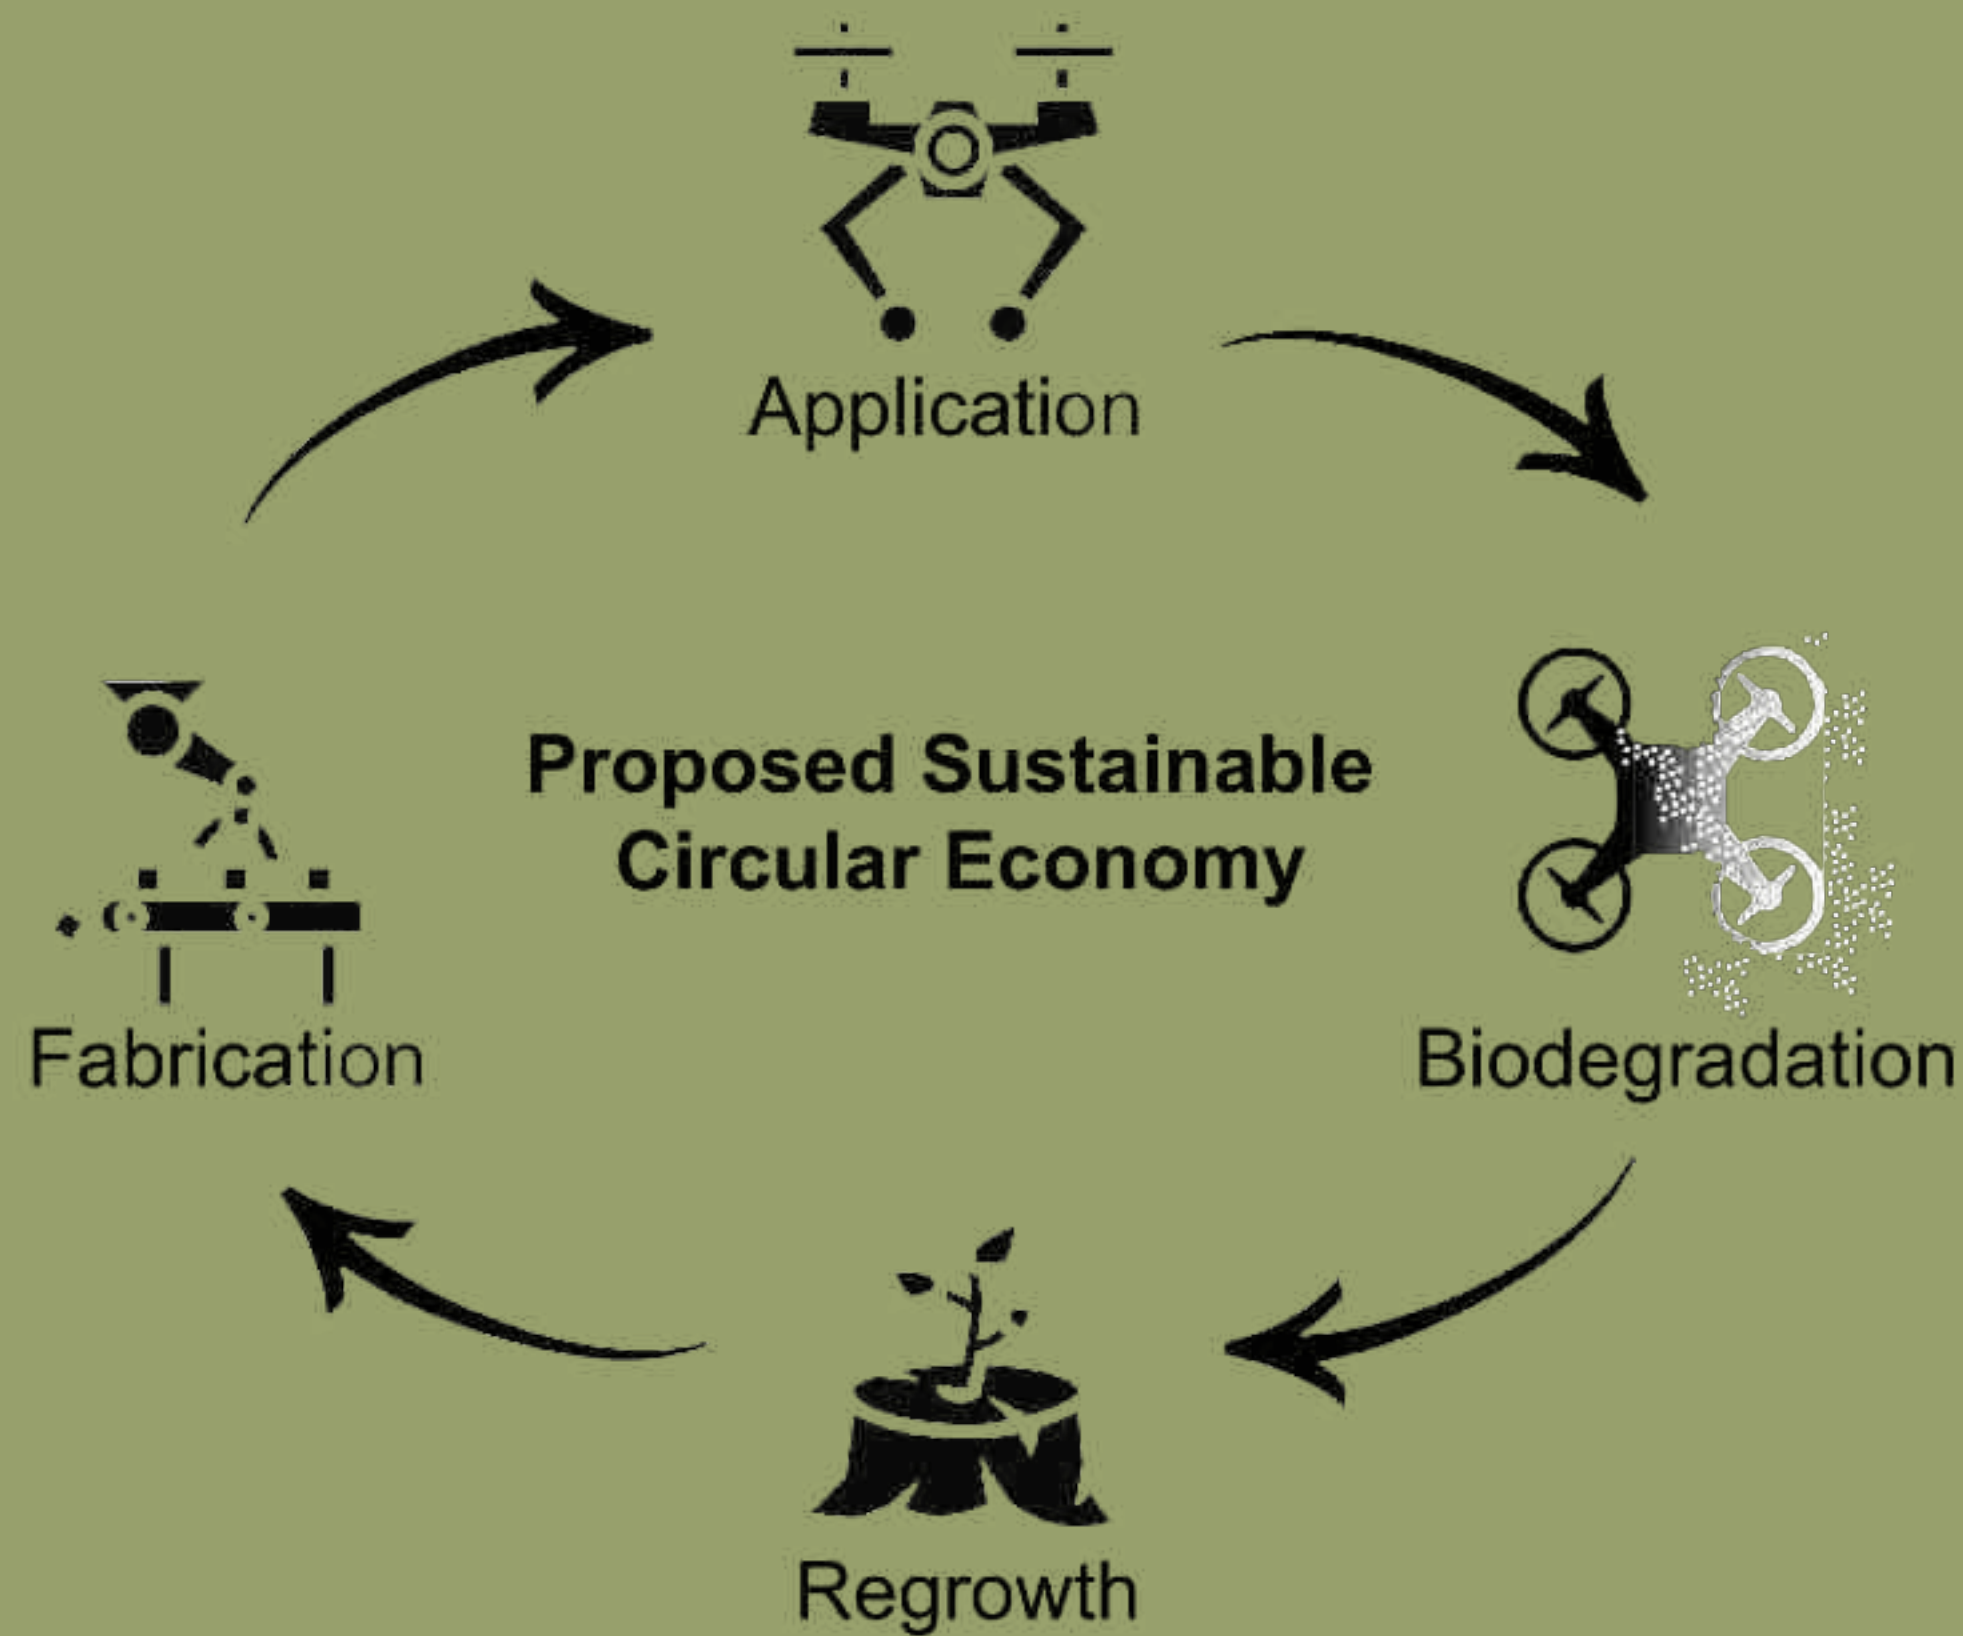 Application
Proposed Sustainable
Circular Economy
Fabrication
Biodegradation
Regrowth